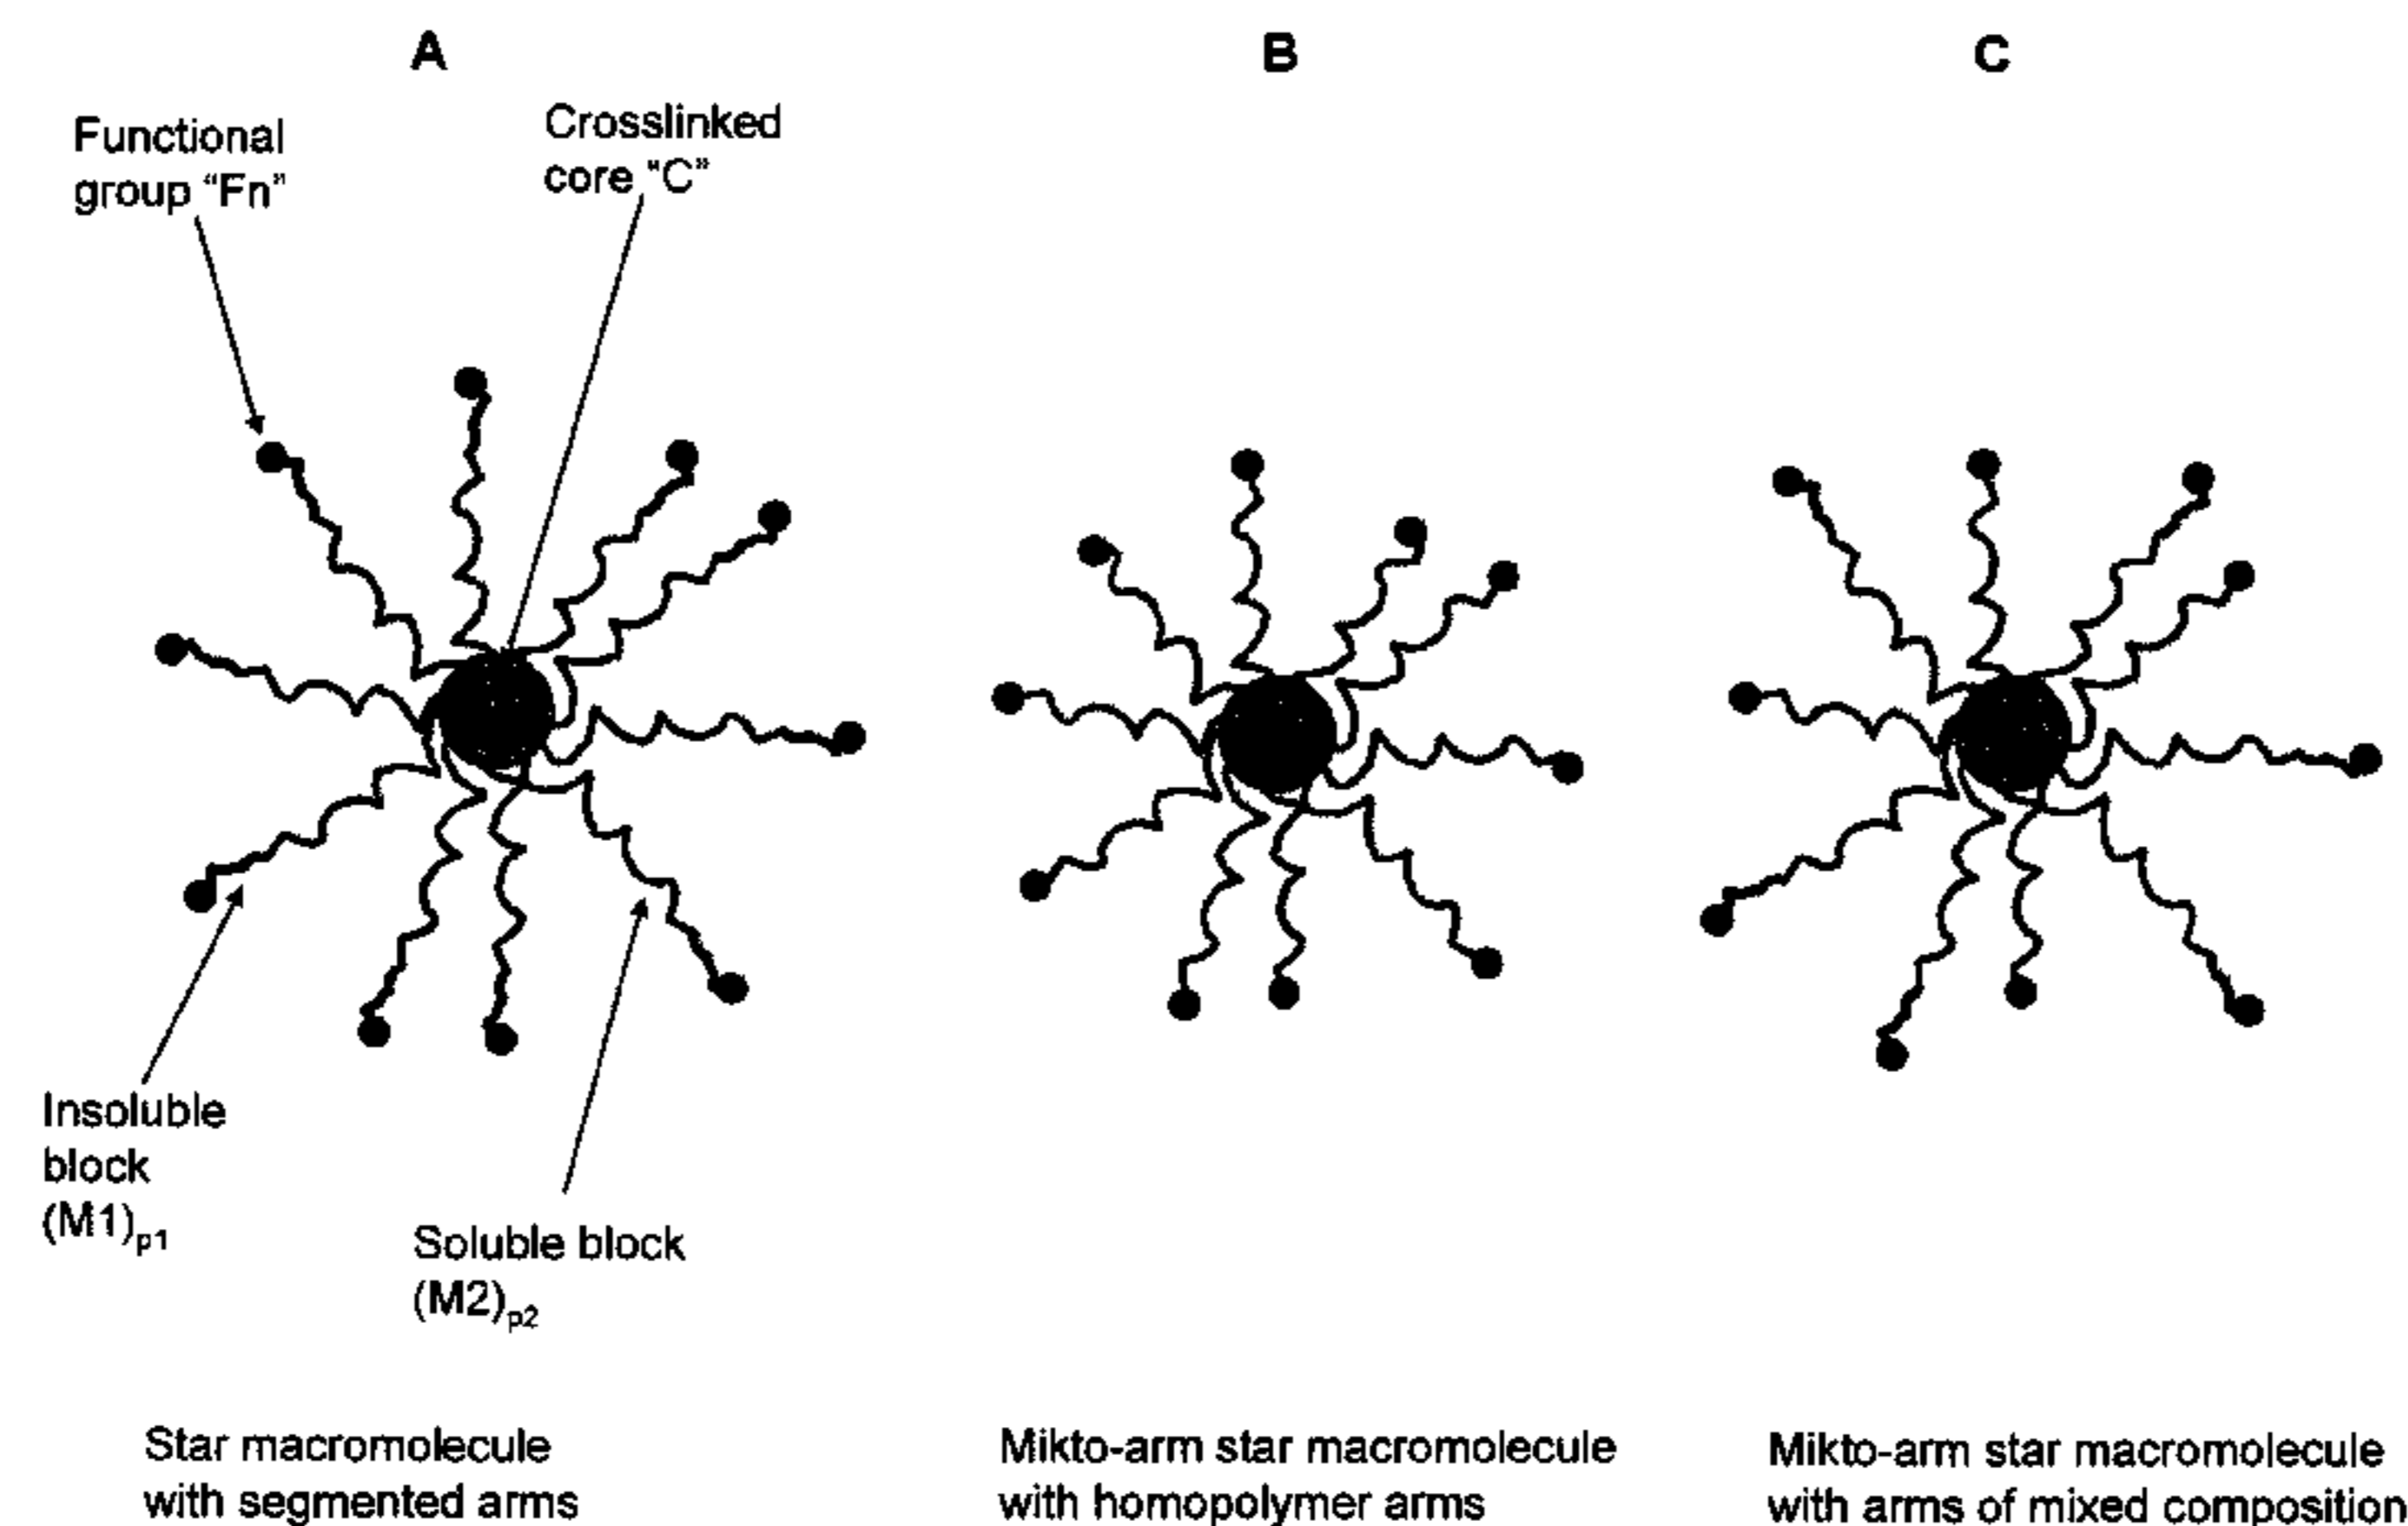 A
B
C
Functional
group “Fn”
Crosslinked
core “C”
Insoluble
block
(M1)p1
Soluble block
(M2)p2
Star macromolecule
with segmented arms
Mikto-arm star macromolecule
with homopolymer arms
Mikto-arm star macromolecule
with arms of mixed composition